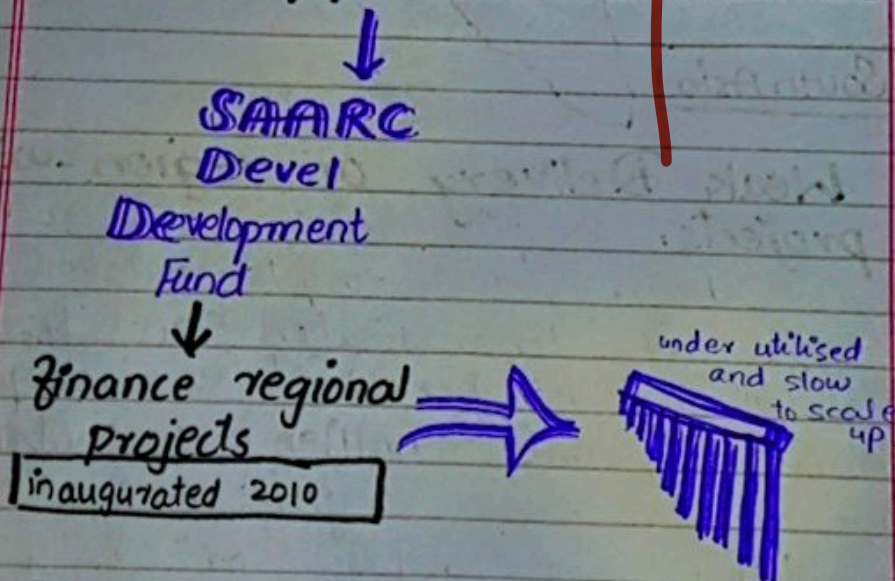 SAARC
Devel
Development
Fund
finance regional
projects
inaugurated 2010
under utilised
and slow
to scale
up